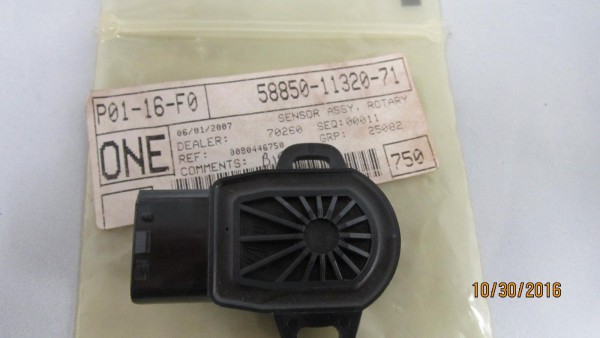 P01-16-F0 58850-11320-71
SENSOR ASSY, ROTARY
06/01/2007
ONE
DEALER: 70260 SEQ:00011
REF: 0080446750 GRP: 25002
COMMENTS:
750
10/30/2016